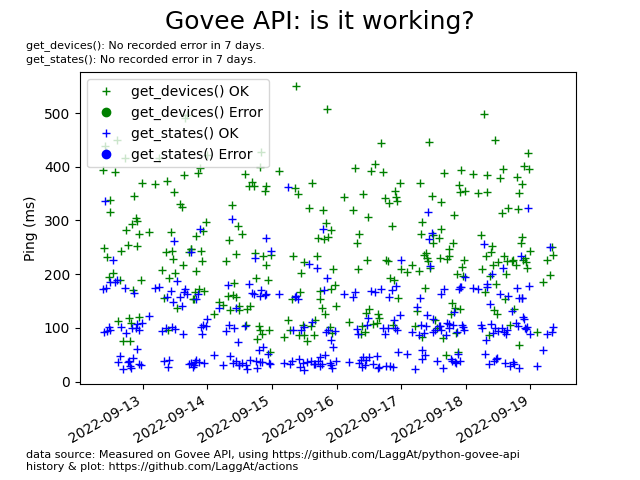 Govee API: is it working?
get_devices(): No recorded error in 7 days.
get_states(): No recorded error in 7 days.
get_devices() OK
get_devices() Error
get_states() OK
get_states() Error
Ping (ms)
500
400
300
200
100
0
2022-09-13
2022-09-14
2022-09-15
2022-09-16
2022-09-17
2022-09-18
2022-09-19
data source: Measured on Govee API, using https://github.com/LaggAt/python-govee-api
history & plot: https://github.com/LaggAt/actions